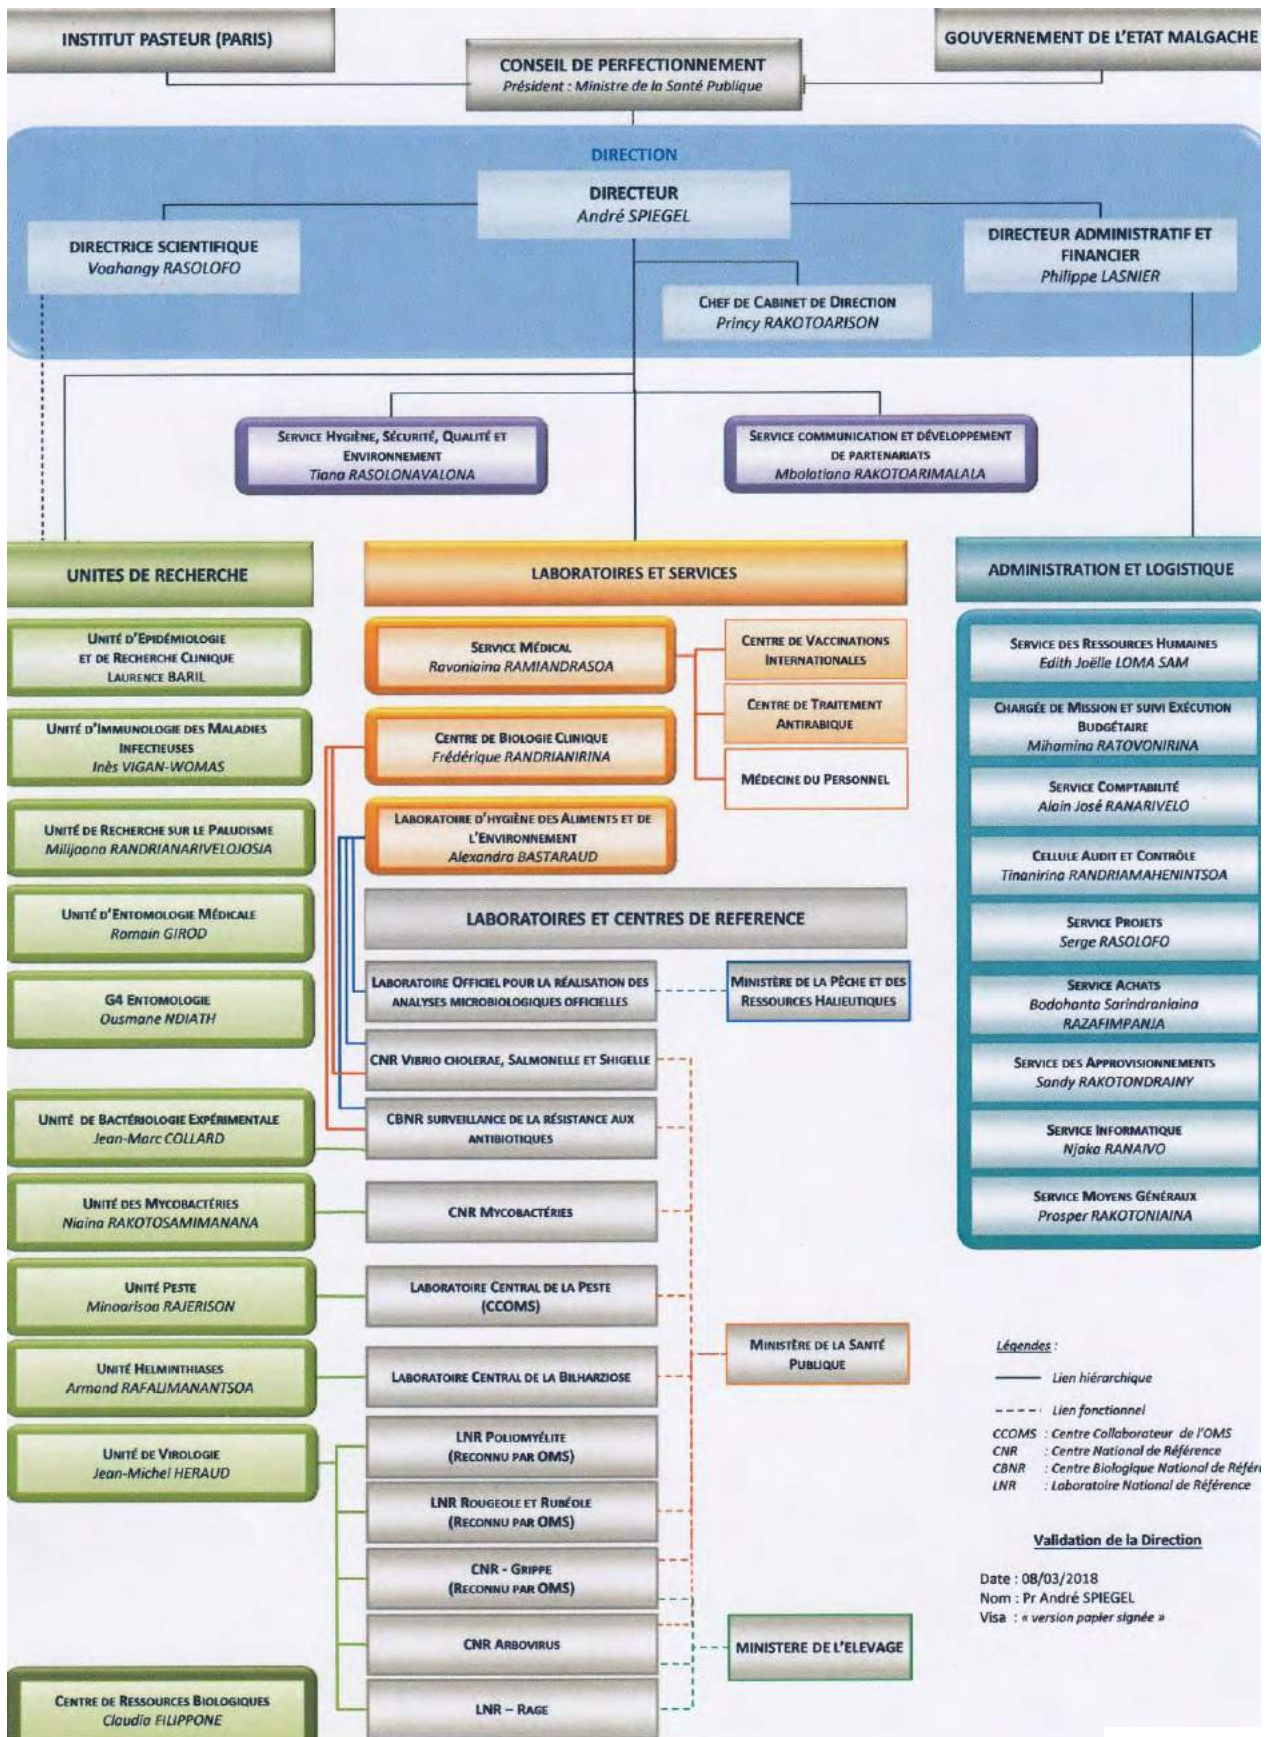 INSTITUT PASTEUR (PARIS)
GOUVERNEMENT DE L'ETAT MALGACHE
CONSEIL DE PERFECTIONNEMENT
Président : Ministre de la Santé Publique
DIRECTION
DIRECTEUR
André SPIEGEL
DIRECTRICE SCIENTIFIQUE
Voahangy RASOLOFO
DIRECTEUR ADMINISTRATIF ET
FINANCIER
Philippe LASNIER
CHEF DE CABINET DE DIRECTION
Princy RAKOTOARISON
SERVICE HYGIÈNE, SÉCURITÉ, QUALITÉ ET
ENVIRONNEMENT
Tiana RASOLONAVALONA
SERVICE COMMUNICATION ET DÉVELOPPEMENT
DE PARTENARIATS
Mbolatiana RAKOTOARIMALALA
UNITES DE RECHERCHE
UNITÉ D'EPIDÉMIOLOGIE
ET DE RECHERCHE CLINIQUE
LAURENCE BARIL
UNITÉ D'IMMUNOLOGIE DES MALADIES
INFECTIEUSES
Inès VIGAN-WOMAS
UNITÉ DE RECHERCHE SUR LE PALUDISME
Milijaona RANDRIANARIVELOJOSIA
UNITÉ D'ENTOMOLOGIE MÉDICALE
Romain GIROD
G4 ENTOMOLOGIE
Ousmane NDIATH
UNITÉ DE BACTÉRIOLOGIE EXPÉRIMENTALE
Jean-Marc COLLARD
UNITÉ DES MYCOBACTÉRIES
Niaina RAKOTOSAMIMANANA
UNITÉ PESTE
Minoarisoa RAJERISON
UNITÉ HELMINTHIASES
Armand RAFALIMANANTSOA
UNITÉ DE VIROLOGIE
Jean-Michel HERAUD
CENTRE DE RESSOURCES BIOLOGIQUES
Claudia FILIPPONE
LABORATOIRES ET SERVICES
SERVICE MÉDICAL
Ravoniaina RAMIANDRASOA
CENTRE DE VACCINATIONS
INTERNATIONALES
CENTRE DE TRAITEMENT
ANTIRABIQUE
MÉDECINE DU PERSONNEL
CENTRE DE BIOLOGIE CLINIQUE
Frédérique RANDRIANIRINA
LABORATOIRE D'HYGIÈNE DES ALIMENTS ET DE
L'ENVIRONNEMENT
Alexandra BASTARAUD
LABORATOIRES ET CENTRES DE REFERENCE
LABORATOIRE OFFICIEL POUR LA RÉALISATION DES
ANALYSES MICROBIOLOGIQUES OFFICIELLES
MINISTÈRE DE LA PÊCHE ET DES
RESSOURCES HALIEUTIQUES
CNR VIBRIO CHOLERAE, SALMONELLE ET SHIGELLE
CBNR SURVEILLANCE DE LA RÉSISTANCE AUX
ANTIBIOTIQUES
CNR MYCOBACTÉRIES
LABORATOIRE CENTRAL DE LA PESTE
(CCOMS)
MINISTÈRE DE LA SANTÉ
PUBLIQUE
LABORATOIRE CENTRAL DE LA BILHARZIOSE
LNR POLIOMYÉLITE
(RECONNU PAR OMS)
LNR ROUGEOLE ET RUBÉOLE
(RECONNU PAR OMS)
CNR - GRIPPE
(RECONNU PAR OMS)
CNR ARBOVIRUS
MINISTERE DE L'ELEVAGE
LNR – RAGE
ADMINISTRATION ET LOGISTIQUE
SERVICE DES RESSOURCES HUMAINES
Edith Joëlle LOMA SAM
CHARGÉE DE MISSION ET SUIVI EXÉCUTION
BUDGÉTAIRE
Mihamina RATOVONIRINA
SERVICE COMPTABILITÉ
Alain José RANARIVELO
CELLULE AUDIT ET CONTRÔLE
Tinanirina RANDRIAMAHENINTSOA
SERVICE PROJETS
Serge RASOLOFO
SERVICE ACHATS
Bodohanta Sarindraniaina
RAZAFIMPANJA
SERVICE DES APPROVISIONNEMENTS
Sandy RAKOTONDRAINY
SERVICE INFORMATIQUE
Njaka RANAIVO
SERVICE MOYENS GÉNÉRAUX
Prosper RAKOTONIAINA
Légendes :
Lien hiérarchique
Lien fonctionnel
CCOMS : Centre Collaborateur de l'OMS
CNR : Centre National de Référence
CBNR : Centre Biologique National de Référe
LNR : Laboratoire National de Référence
Validation de la Direction
Date : 08/03/2018
Nom : Pr André SPIEGEL
Visa : « version papier signée »